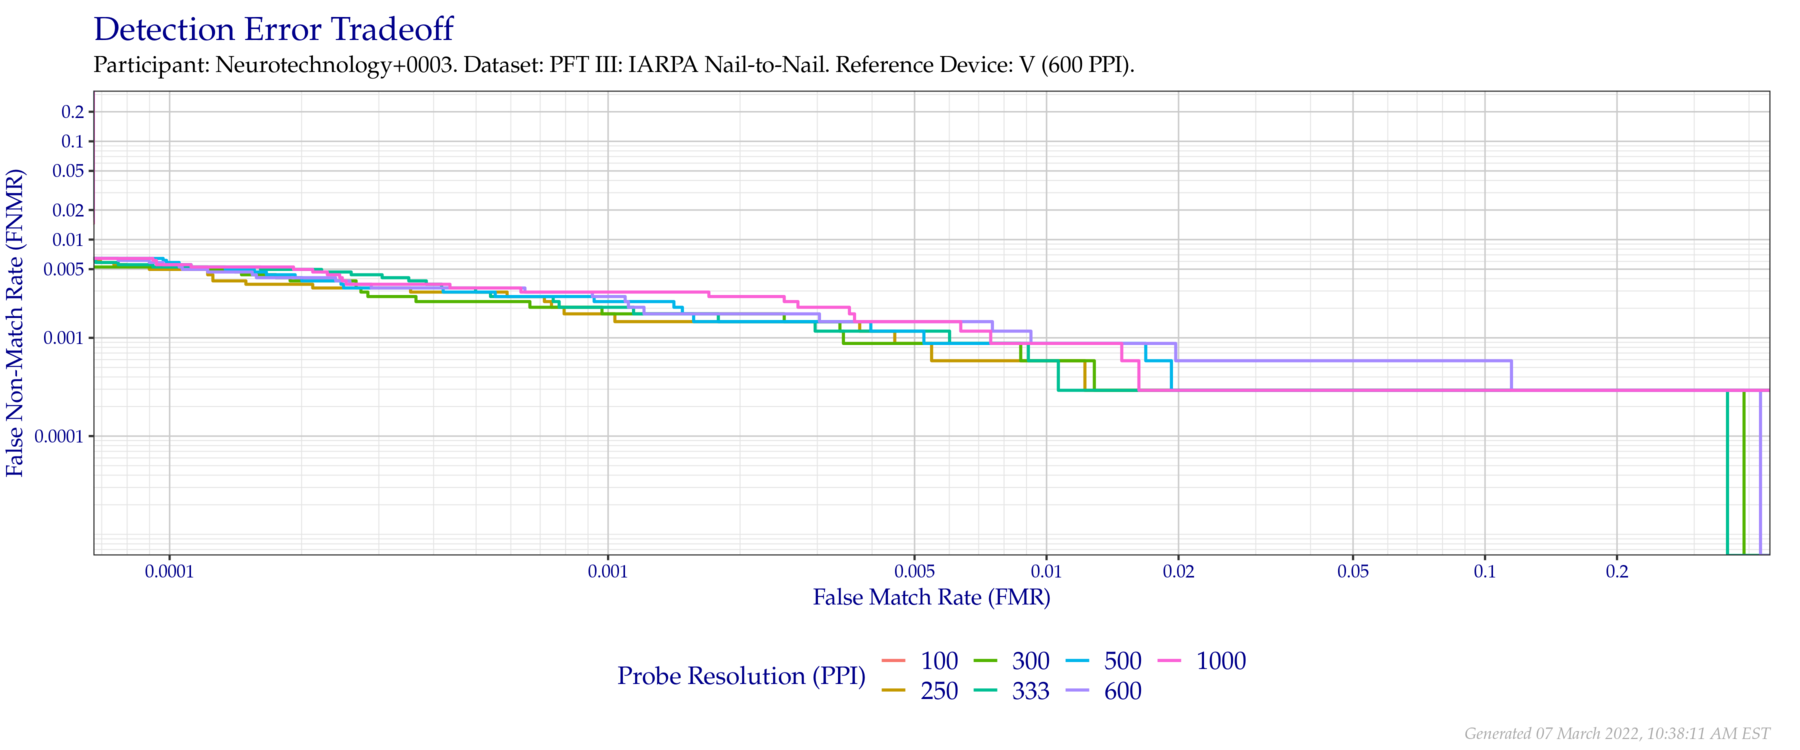 Detection Error Tradeoff
Participant: Neurotechnology+0003. Dataset: PFT III: IARPA Nail-to-Nail. Reference Device: V (600 PPI).
False Non-Match Rate (FNMR)
0.2
0.1
0.05
0.02
0.01
0.005
0.001
0.0001
0.0001 0.001 0.005 0.01 0.02 0.05 0.1 0.2
False Match Rate (FMR)
Probe Resolution (PPI)
100 300 500 1000
250 333 600
Generated 07 March 2022, 10:38:11 AM EST